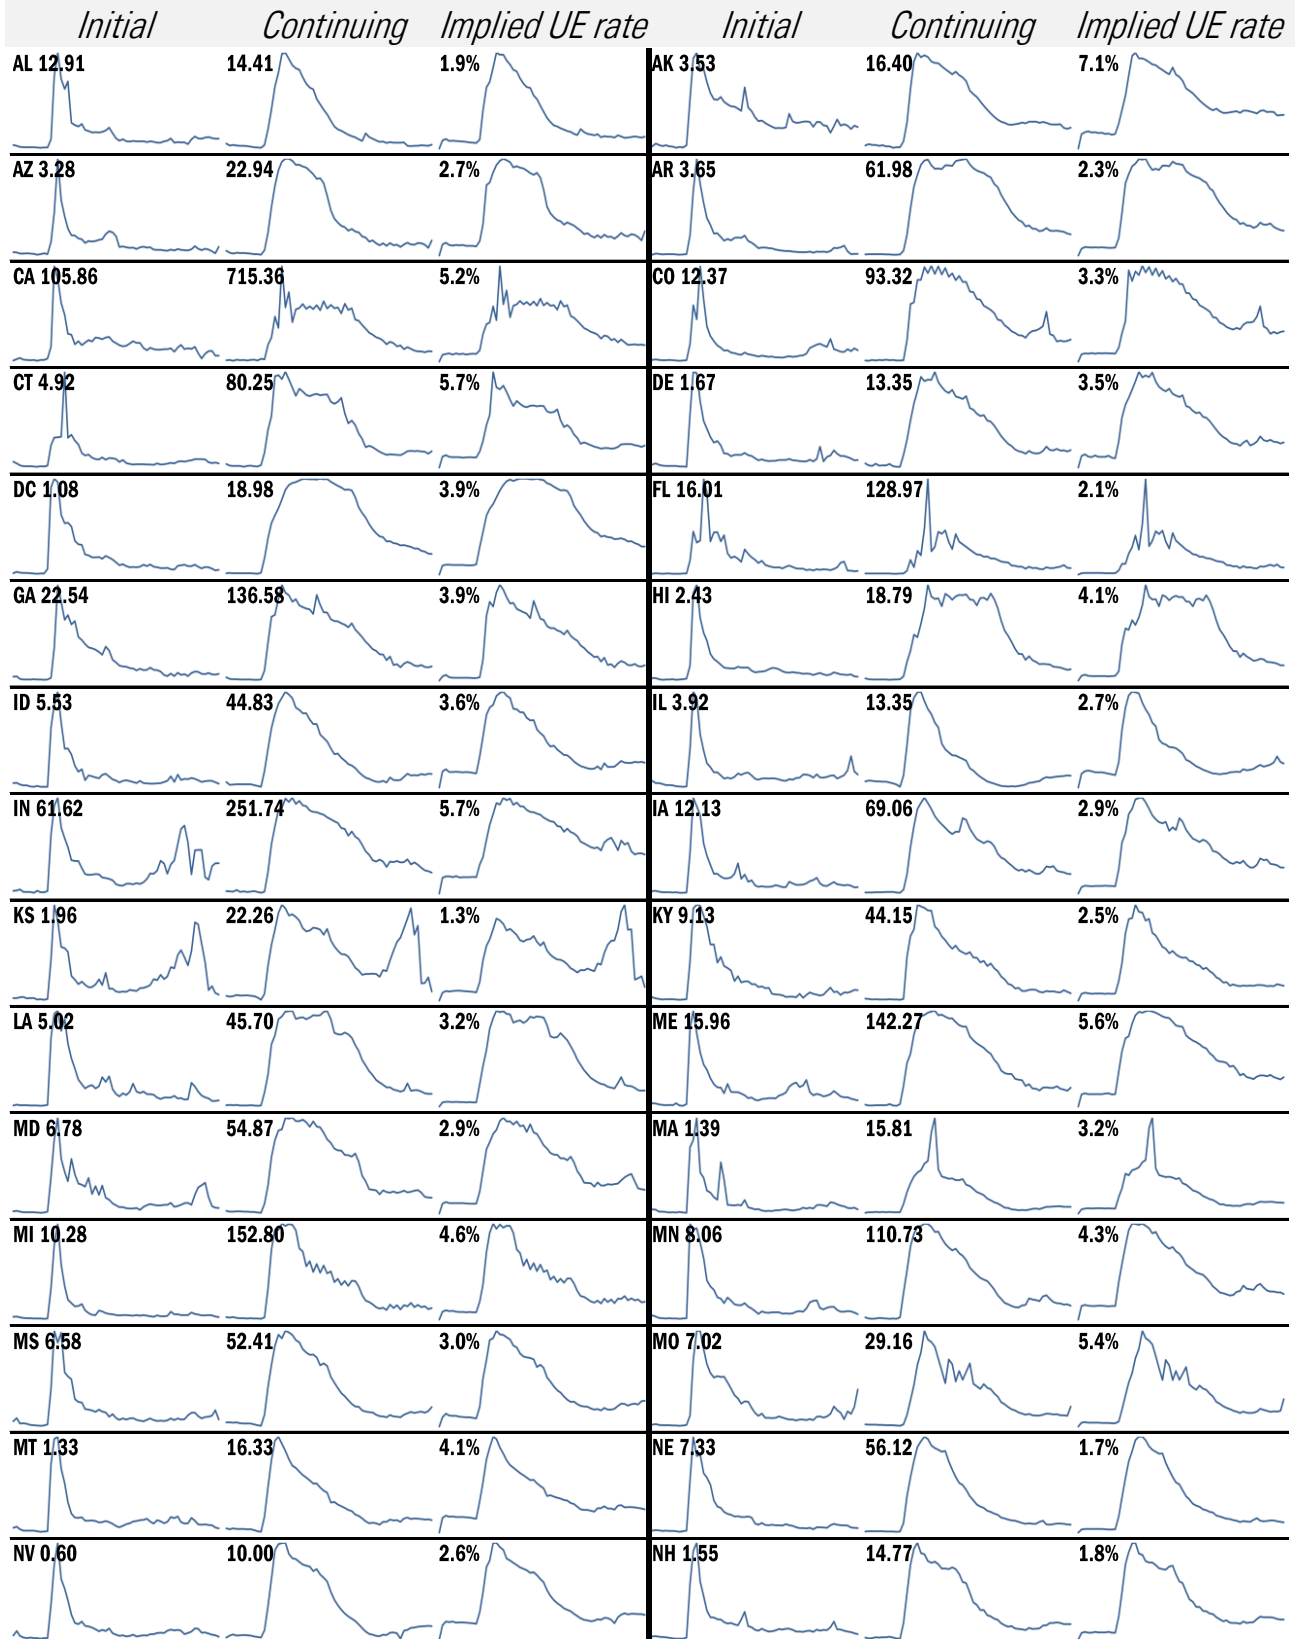 Initial Continuing Implied UE rate Initial Continuing Implied UE rate
AL 12.91 14.41 1.9% AK 3.53 16.40 7.1%
AZ 3.28 22.94 2.7% AR 3.65 61.98 2.3%
CA 105.86 715.36 5.2% CO 12.37 93.32 3.3%
CT 4.92 80.25 5.7% DE 1.67 13.35 3.5%
DC 1.08 18.98 3.9% FL 16.01 128.97 2.1%
GA 22.54 136.58 3.9% HI 2.43 18.79 4.1%
ID 5.53 44.83 3.6% IL 3.92 13.35 2.7%
IN 61.62 251.74 5.7% IA 12.13 69.06 2.9%
KS 1.96 22.26 1.3% KY 9.13 44.15 2.5%
LA 5.02 45.70 3.2% ME 15.96 142.27 5.6%
MD 6.78 54.87 2.9% MA 1.39 15.81 3.2%
MI 10.28 152.80 4.6% MN 8.06 110.73 4.3%
MS 6.58 52.41 3.0% MO 7.02 29.16 5.4%
MT 1.33 16.33 4.1% NE 7.33 56.12 1.7%
NV 0.60 10.00 2.6% NH 1.55 14.77 1.8%